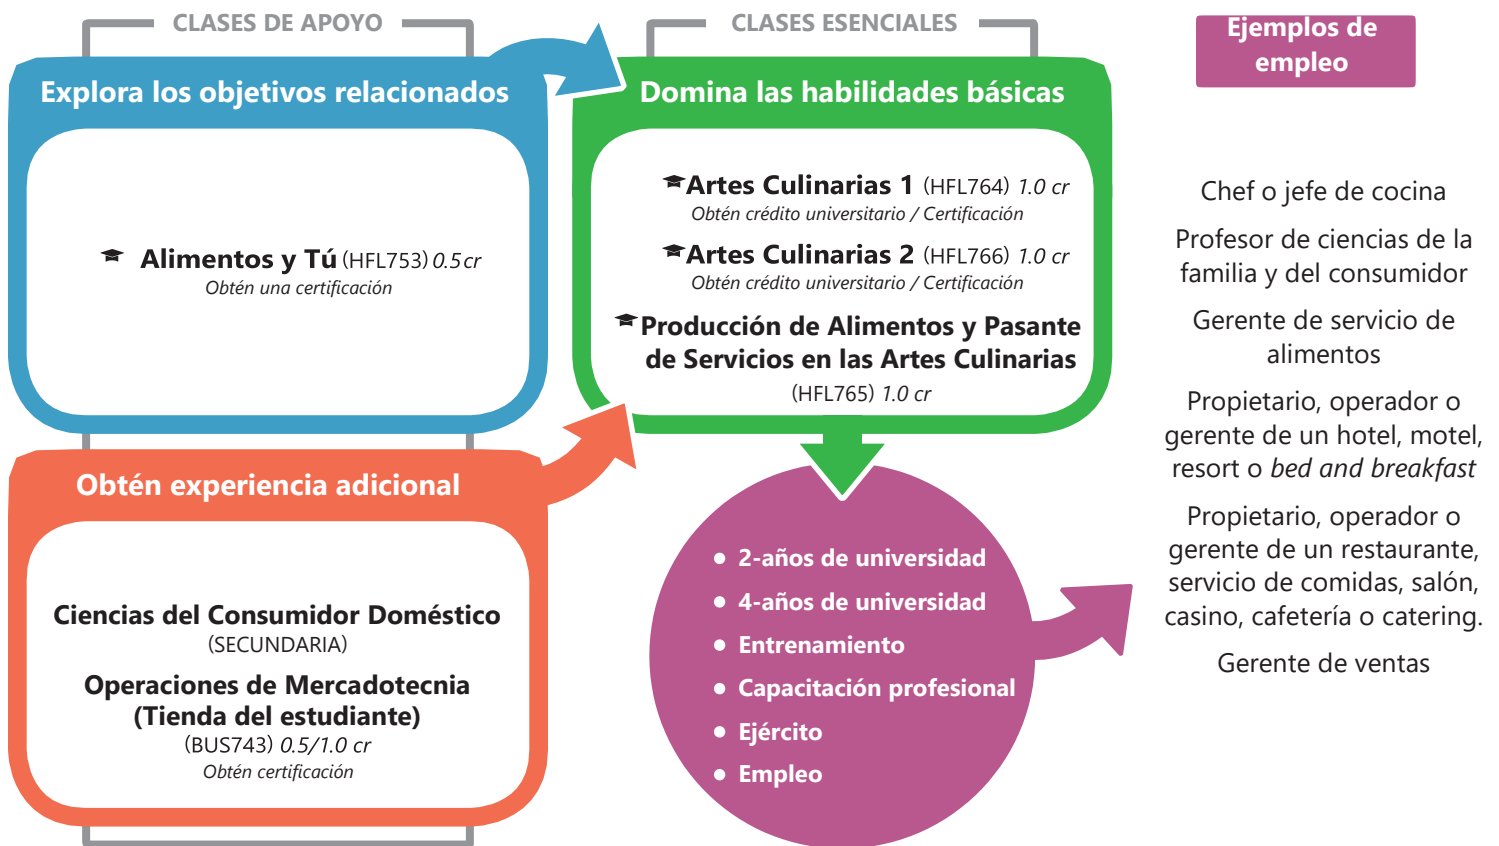 CLASES DE APOYO
Explora los objetivos relacionados
Alimentos y Tú (HFL753) 0.5 cr
Obtén una certificación
Obtén experiencia adicional
Ciencias del Consumidor Doméstico
(SECUNDARIA)
Operaciones de Mercadotecnia
(Tienda del estudiante)
(BUS743) 0.5/1.0 cr
Obtén certificación
CLASES ESENCIALES
Domina las habilidades básicas
Artes Culinarias 1 (HFL764) 1.0 cr
Obtén crédito universitario / Certificación
Artes Culinarias 2 (HFL766) 1.0 cr
Obtén crédito universitario / Certificación
Producción de Alimentos y Pasante
de Servicios en las Artes Culinarias
(HFL765) 1.0 cr
• 2-años de universidad
• 4-años de universidad
• Entrenamiento
• Capacitación profesional
• Ejército
• Empleo
Ejemplos de
empleo
Chef o jefe de cocina
Profesor de ciencias de la
familia y del consumidor
Gerente de servicio de
alimentos
Propietario, operador o
gerente de un hotel, motel,
resort o bed and breakfast
Propietario, operador o
gerente de un restaurante,
servicio de comidas, salón,
casino, cafetería o catering.
Gerente de ventas